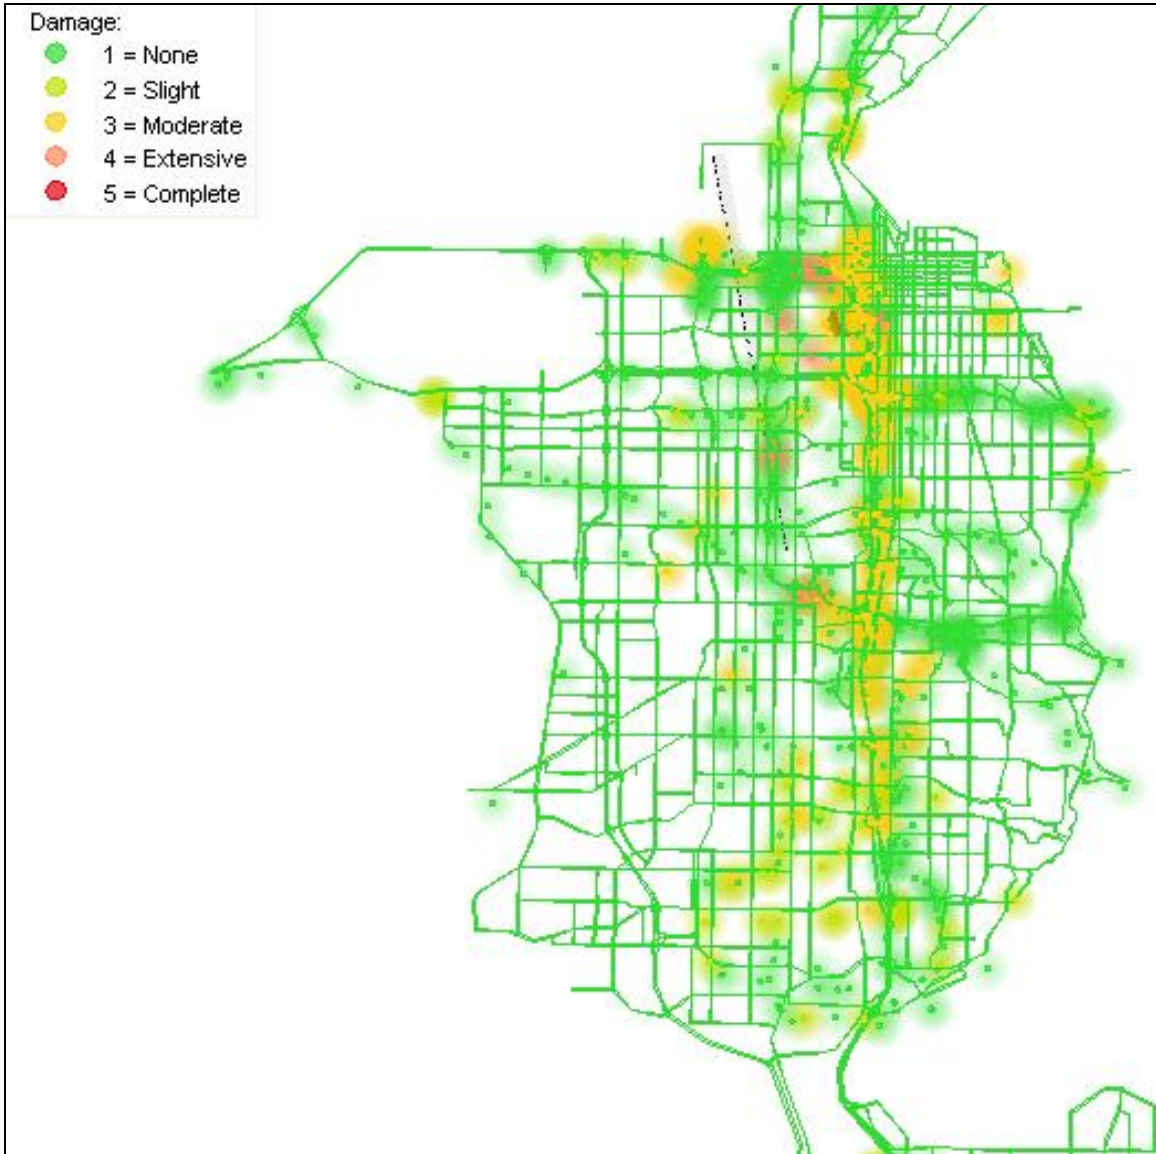 Damage:
1 = None
2 = Slight
3 = Moderate
4 = Extensive
5 = Complete